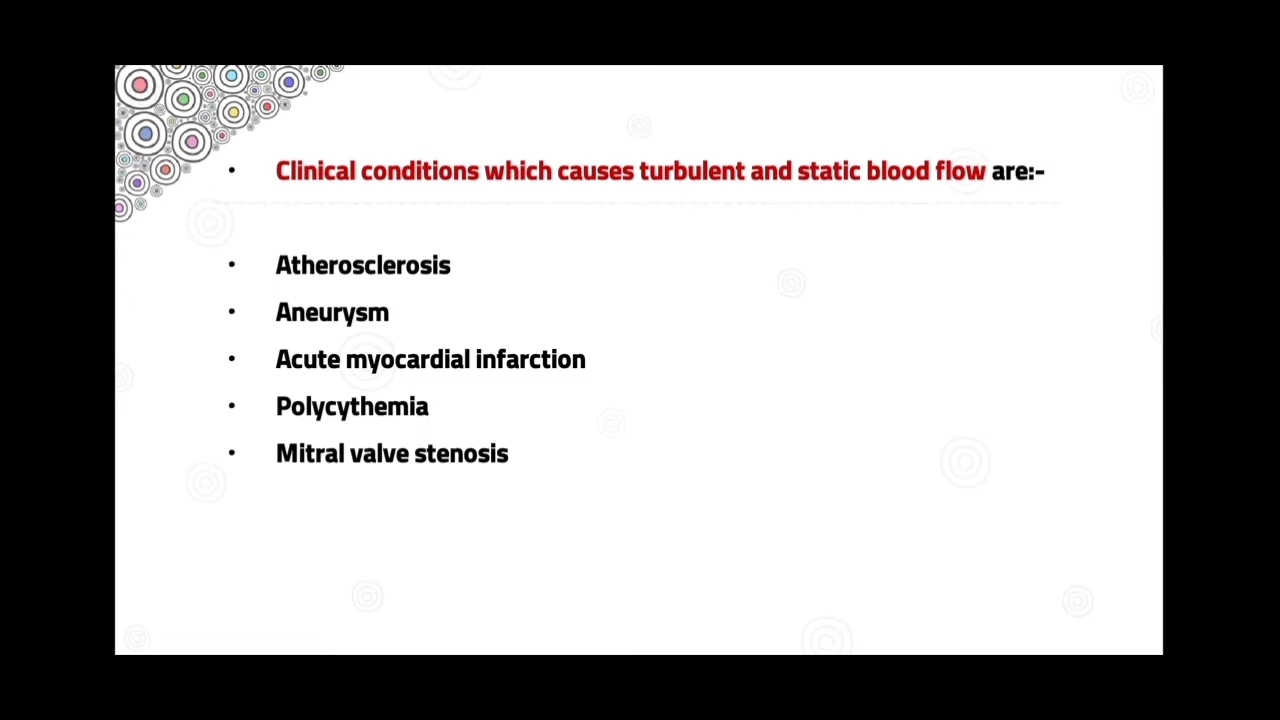 • Clinical conditions which causes turbulent and static blood flow are:-
• Atherosclerosis
• Aneurysm
• Acute myocardial infarction
• Polycythemia
• Mitral valve stenosis